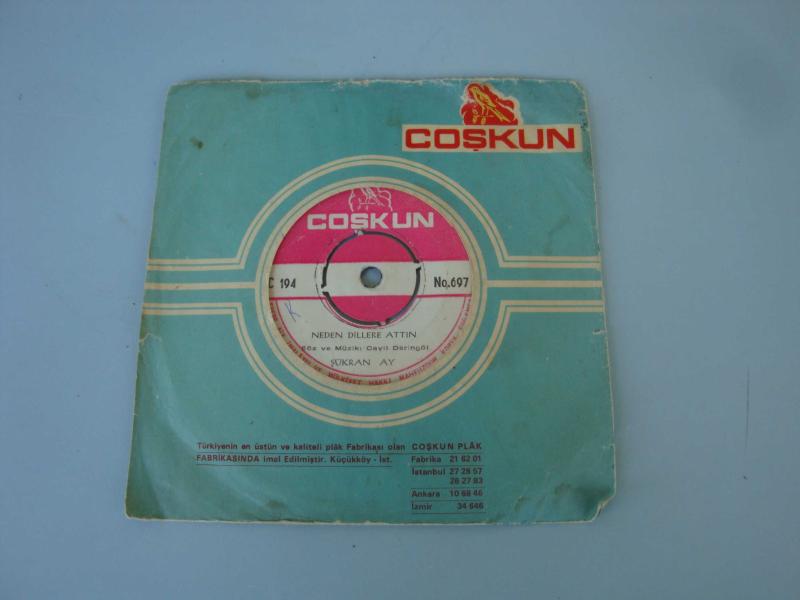 COŞKUN
COŞKUN
C 194 No.697
NEDEN DİLLERE ATTIN
Söz ve Müzik: Cavit Deringöl
ŞÜKRAN AY
Türkiyenin en üstün ve kaliteli plâk Fabrikası olan COŞKUN PLÂK
FABRİKASINDA imal Edilmiştir. Küçükköy - İst. Fabrika 21 62 01
İstanbul 27 28 57
28 27 83
Ankara 10 68 46
İzmir 34 646